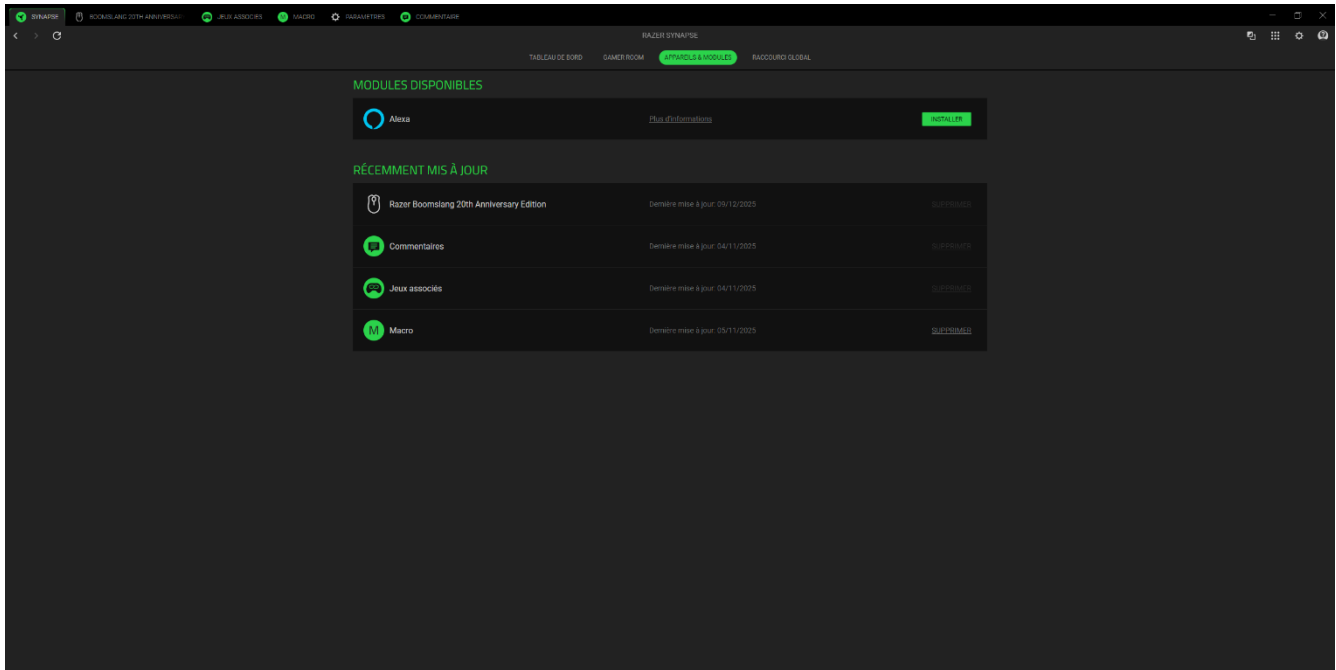 SYNAPSE BOOMSLANG 20TH ANNIVERSAR JEUX ASSOCIÉS MACRO PARAMÈTRES COMMENTAIRE
RAZER SYNAPSE
TABLEAU DE BORD GAMER ROOM APPAREILS & MODULES RACCOURCI GLOBAL
MODULES DISPONIBLES
Alexa Plus d'informations INSTALLER
RÉCEMMENT MIS À JOUR
Razer Boomslang 20th Anniversary Edition Dernière mise à jour: 09/12/2025 SUPPRIMER
Commentaires Dernière mise à jour: 04/11/2025 SUPPRIMER
Jeux associés Dernière mise à jour: 04/11/2025 SUPPRIMER
M Macro Dernière mise à jour: 05/11/2025 SUPPRIMER